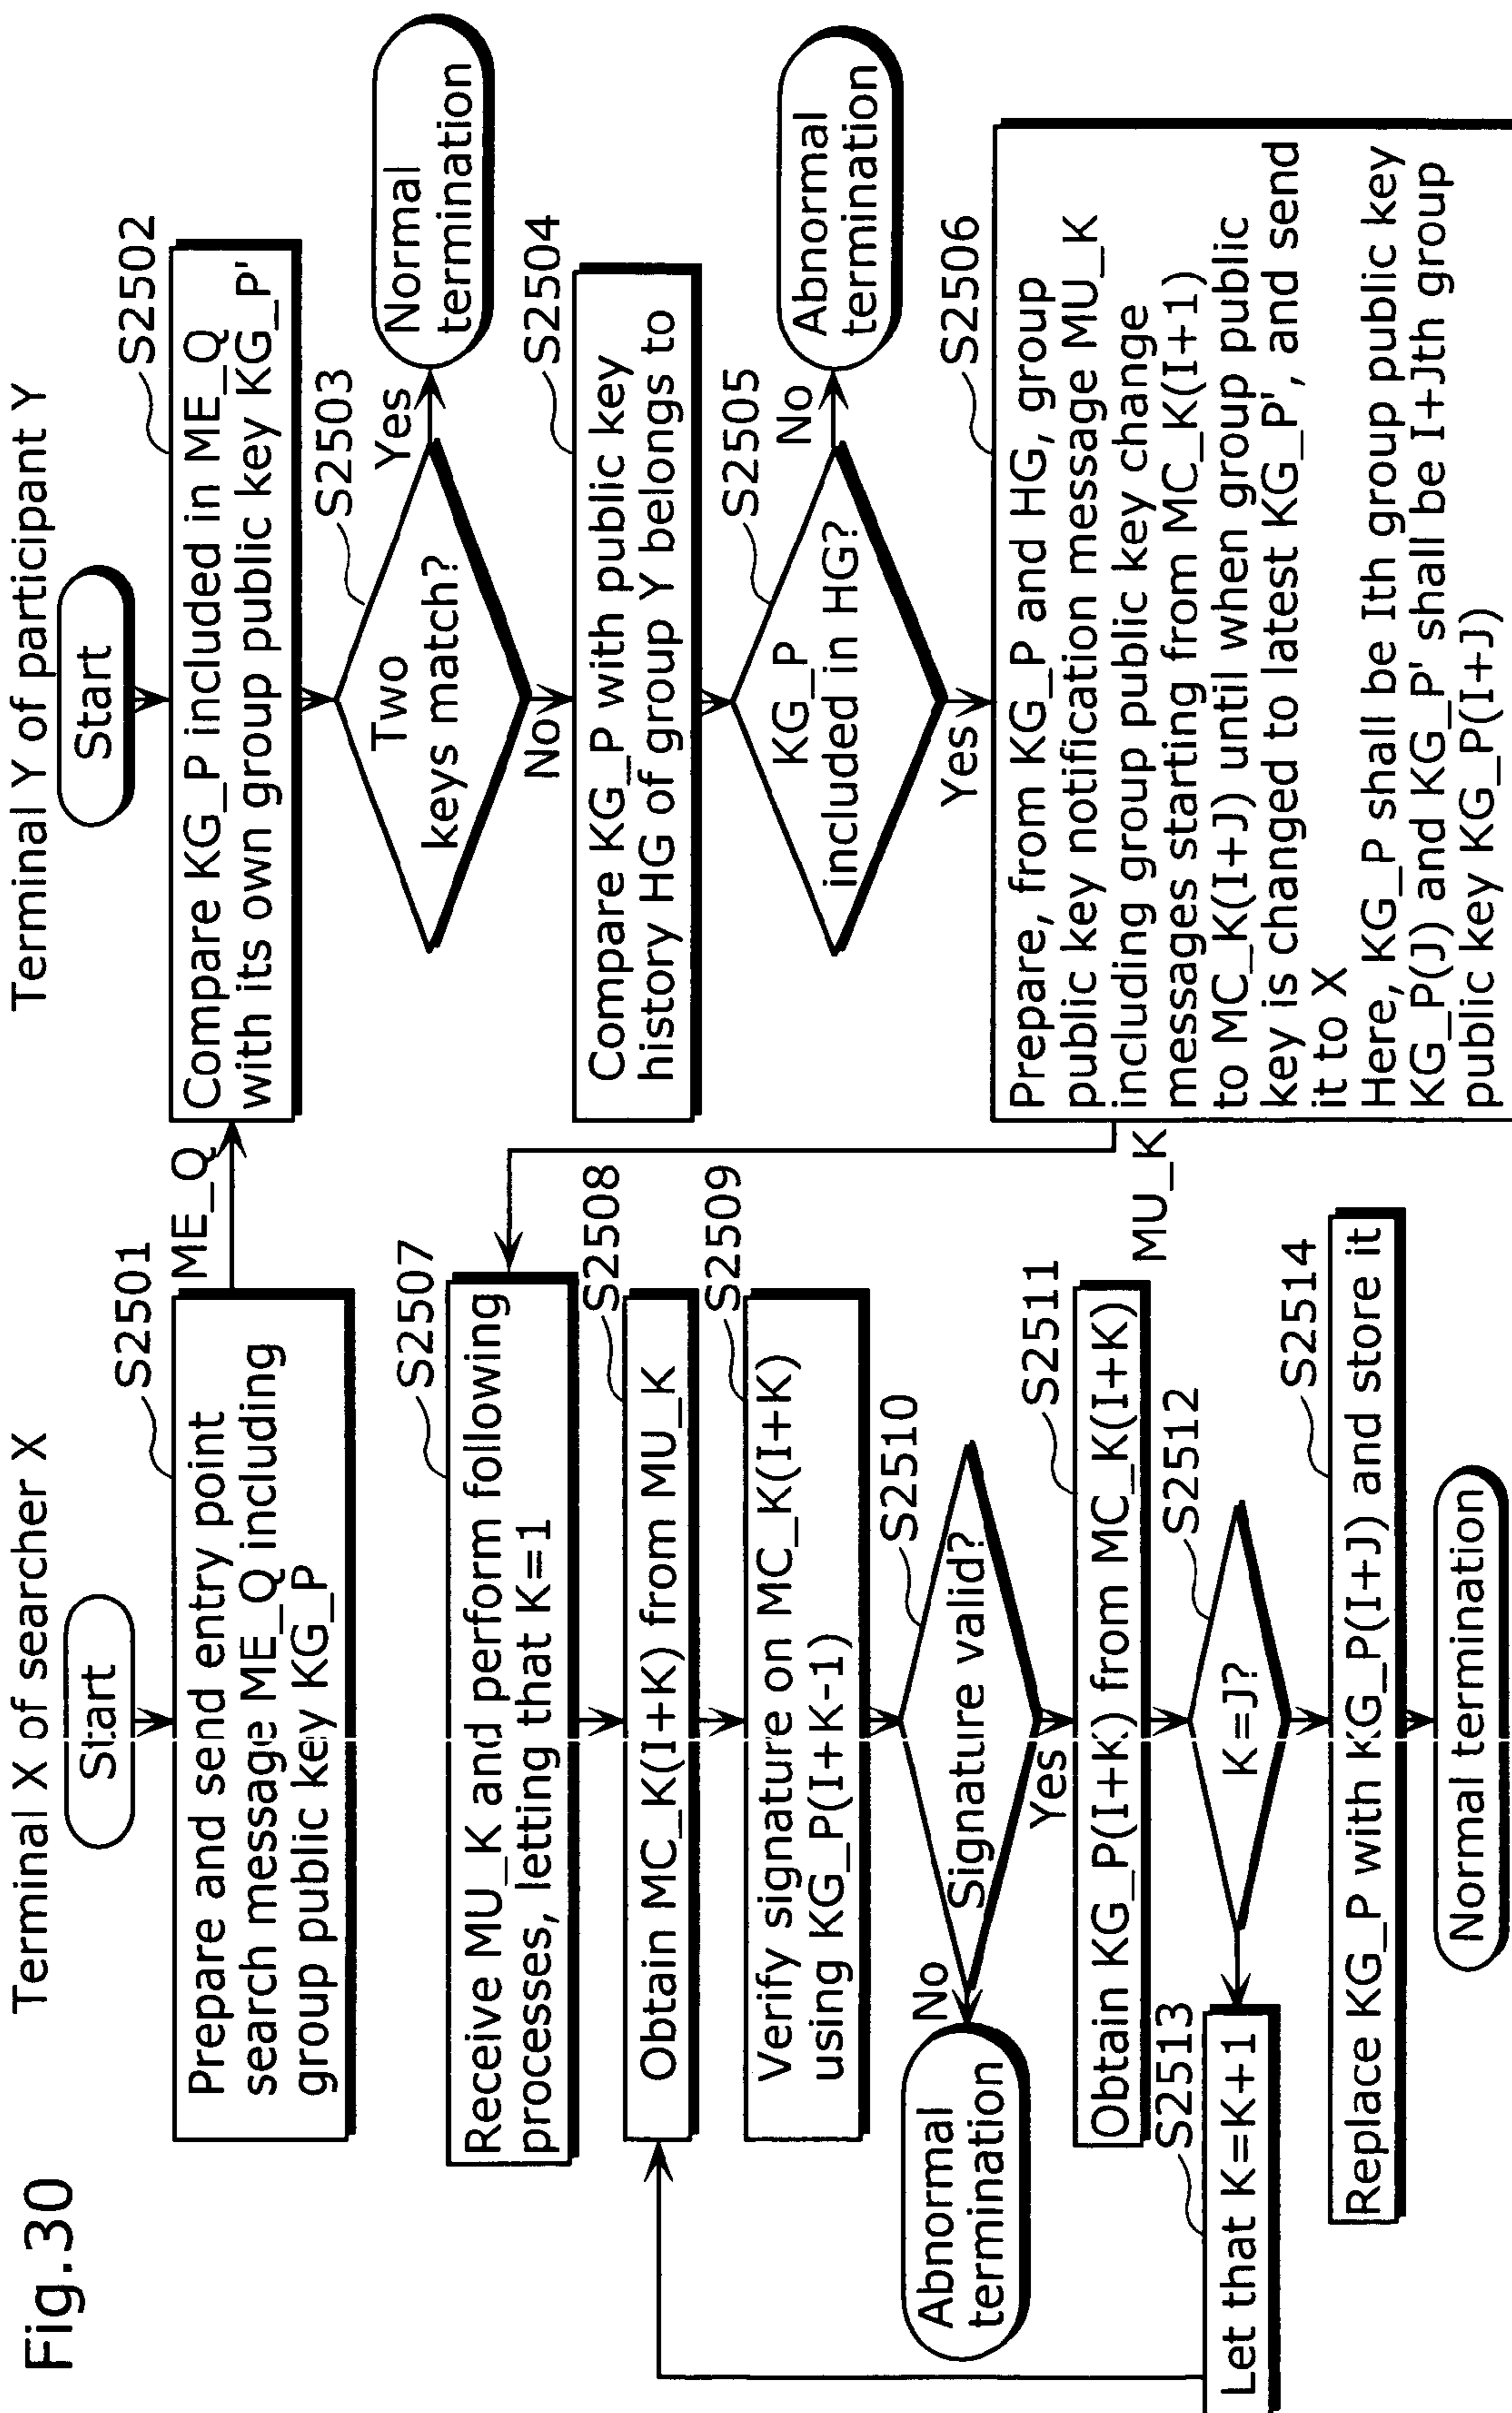 Fig.30
Terminal X of searcher X
Start
S2501
Prepare and send entry point
search message ME_Q including
group public key KG_P
ME_Q
S2507
Receive MU_K and perform following
processes, letting that K=1
S2508
Obtain MC_K(I+K) from MU_K
S2509
Verify signature on MC_K(I+K)
using KG_P(I+K-1)
S2510
Signature valid?
No
Abnormal
termination
Yes
S2511
Obtain KG_P(I+K) from MC_K(I+K)
S2512
K=J?
S2513
Let that K=K+1
S2514
Replace KG_P with KG_P(I+J) and store it
Normal termination
Terminal Y of participant Y
Start
S2502
Compare KG_P included in ME_Q
with its own group public key KG_P'
S2503
Two
keys match?
Yes
Normal
termination
No
S2504
Compare KG_P with public key
history HG of group Y belongs to
S2505
KG_P
included in HG?
No
Abnormal
termination
Yes
S2506
Prepare, from KG_P and HG, group
public key notification message MU_K
including group public key change
messages starting from MC_K(I+1)
to MC_K(I+J) until when group public
key is changed to latest KG_P', and send
it to X
Here, KG_P shall be Ith group public key
KG_P(J) and KG_P' shall be I+Jth group
public key KG_P(I+J)
MU_K